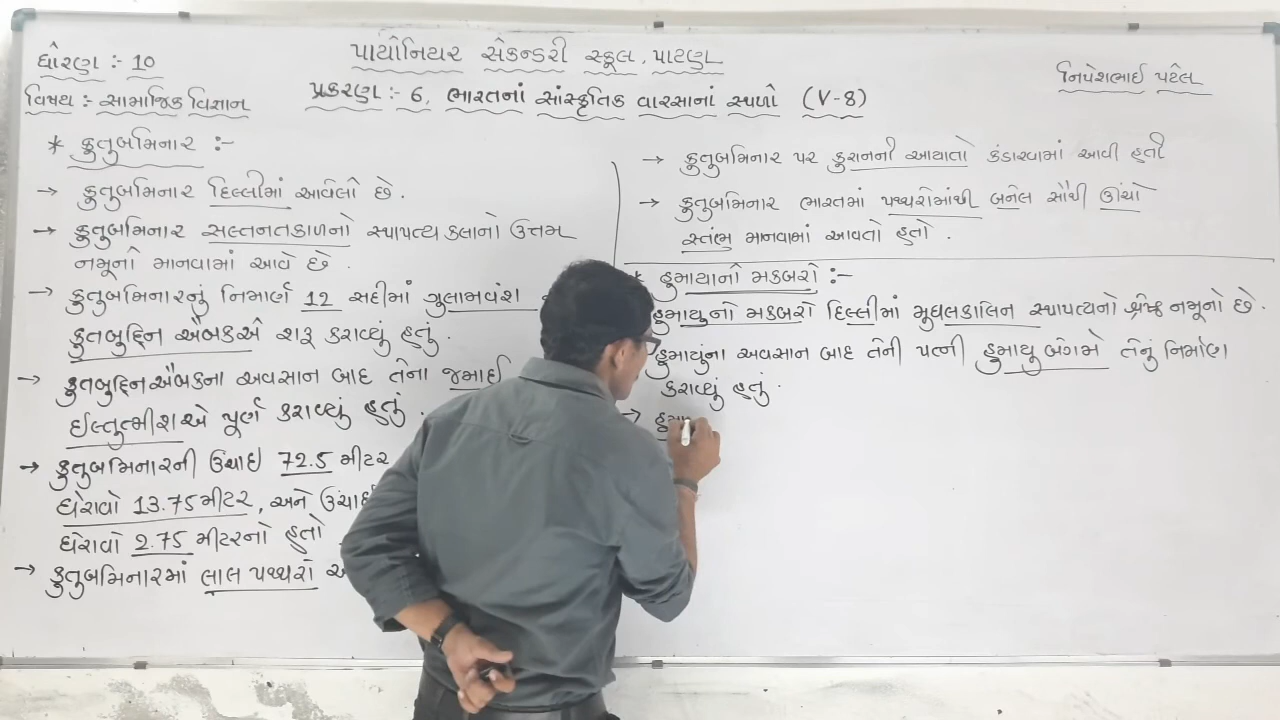 ધોરણ :- 10
પાયોનિયર સેકન્ડરી સ્કૂલ, પાટણ
નિપેશભાઈ પટેલ
વિષય :- સામાજિક વિજ્ઞાન
પ્રકરણ :- 6, ભારતનાં સાંસ્કૃતિક વારસાનાં સ્થળો (V-8)
* કુતુબમિનાર :-
→ કુતુબમિનાર દિલ્લીમાં આવેલો છે.
→ કુતુબમિનાર સલ્તનતકાળનો સ્થાપત્ય કલાનો ઉત્તમ
નમૂનો માનવામાં આવે છે.
→ કુતુબમિનારનું નિમાર્ણ 12 સદીમાં ગુલામવંશ
કુતબુદ્દિન ઐબકએ શરૂ કરાવ્યું હતું.
→ કુતબુદ્દિન ઐબકના અવસાન બાદ તેના જમાઈ
ઈલ્તુત્મીશએ પૂર્ણ કરાવ્યું હતું.
→ કુતુબમિનારની ઉંચાઇ 72.5 મીટર
ઘેરાવો 13.75 મીટર, અને ઉંચાઈ
ઘેરાવો 2.75 મીટરનો હતો
→ કુતુબમિનારમાં લાલ પથ્થરો
→ કુતુબમિનાર પર કુરાનની આયાતો કંડારવામાં આવી હતી
→ કુતુબમિનાર ભારતમાં પથ્થરોમાંથી બનેલ સૌથી ઊંચો
સ્તંભ માનવામાં આવતો હતો.
* હુમાયાનો મકબરો :-
હુમાયુનો મકબરો દિલ્લીમાં મુઘલકાલિન સ્થાપત્યનો શ્રેષ્ઠ નમૂનો છે.
હુમાયુંના અવસાન બાદ તેની પત્ની હુમાયુ બેગમે તેનું નિર્માણ
કરાવ્યું હતું.
→ હુમા